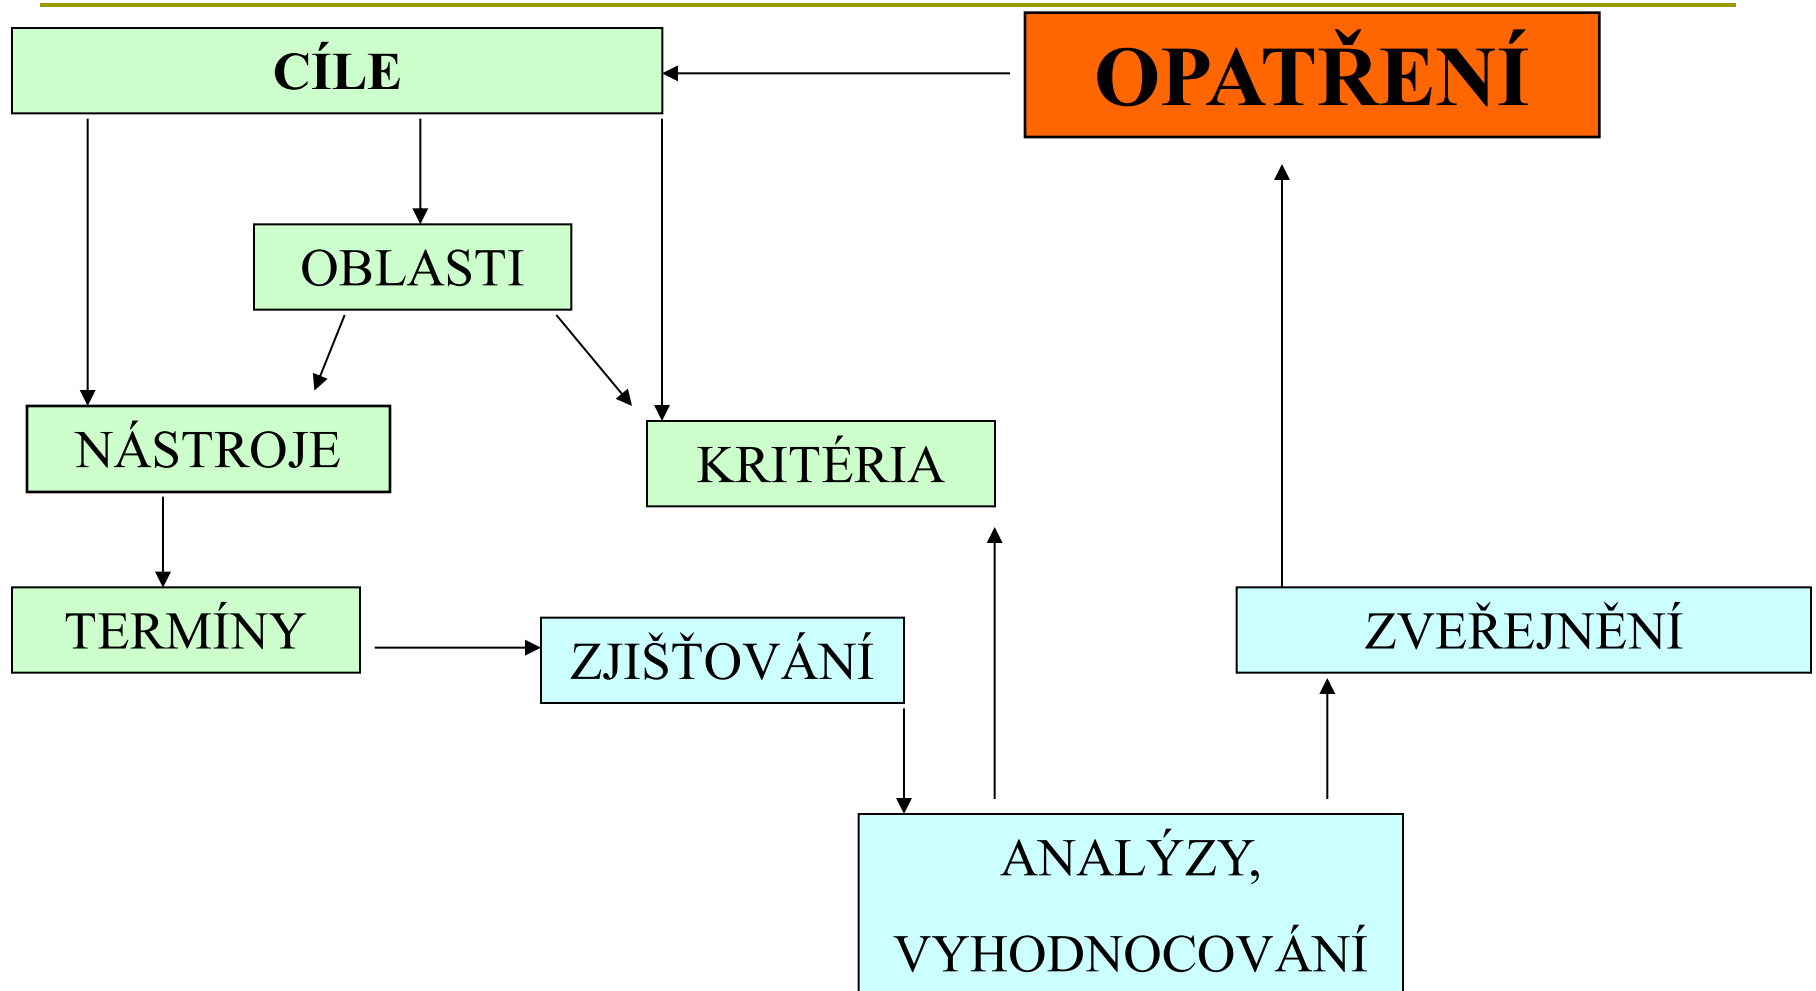 CÍLE
OPATŘENÍ
OBLASTI
NÁSTROJE
KRITÉRIA
TERMÍNY
ZJIŠŤOVÁNÍ
ZVEŘEJNĚNÍ
ANALÝZY,
VYHODNOCOVÁNÍ